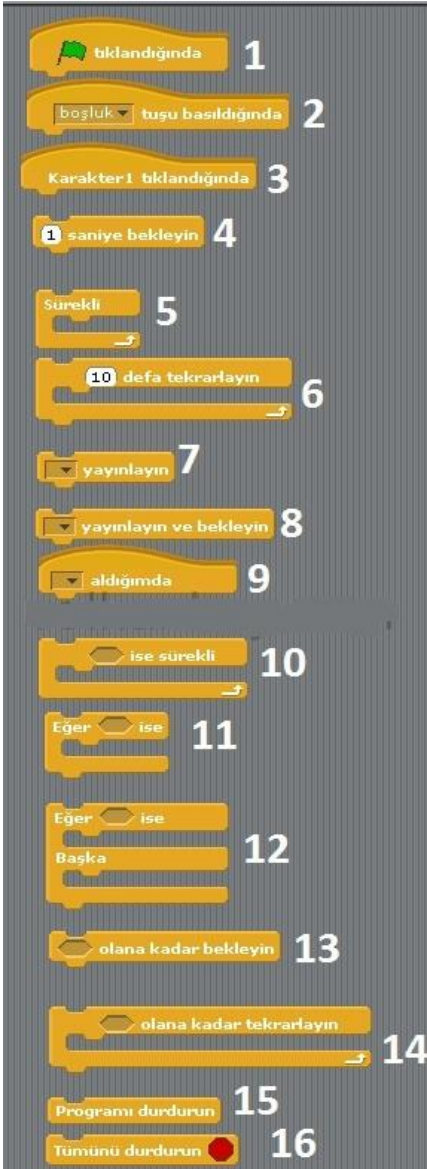 tıklandığında 1
boşluk tuşu basıldığında 2
Karakter1 tıklandığında 3
1 saniye bekleyin 4
Sürekli 5
10 defa tekrarlayın 6
yayınlayın 7
yayınlayın ve bekleyin 8
aldığımda 9
ise sürekli 10
Eğer ise 11
Eğer ise
Başka 12
olana kadar bekleyin 13
olana kadar tekrarlayın 14
Programı durdurun 15
Tümünü durdurun 16